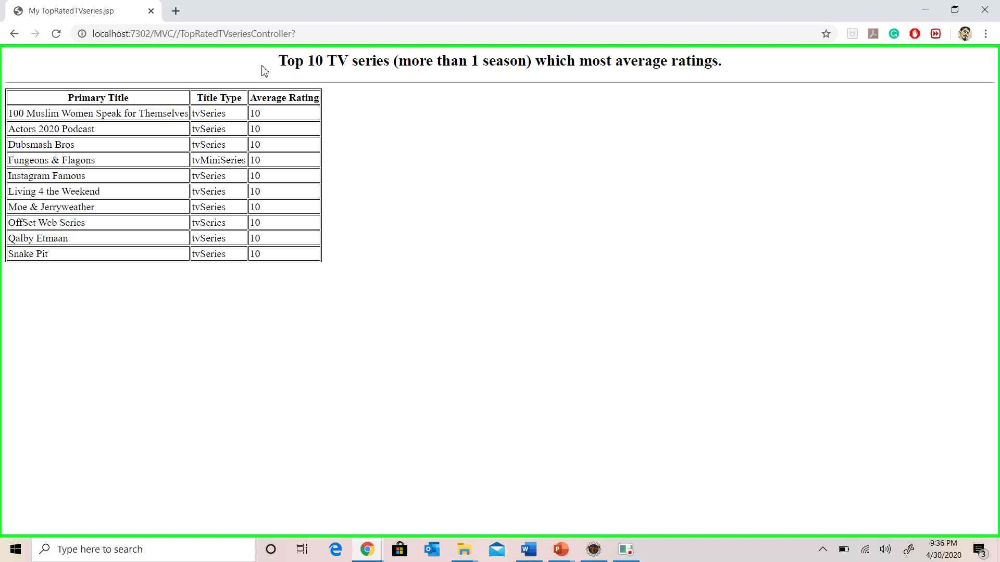 My TopRatedTVseries.jsp
localhost:7302/MVC//TopRatedTVseriesController?
Top 10 TV series (more than 1 season) which most average ratings.
Primary Title Title Type Average Rating
100 Muslim Women Speak for Themselves tvSeries 10
Actors 2020 Podcast tvSeries 10
Dubsmash Bros tvSeries 10
Fungeons & Flagons tvMiniSeries 10
Instagram Famous tvSeries 10
Living 4 the Weekend tvSeries 10
Moe & Jerryweather tvSeries 10
OffSet Web Series tvSeries 10
Qalby Etmaan tvSeries 10
Snake Pit tvSeries 10
Type here to search
9:36 PM
4/30/2020
3